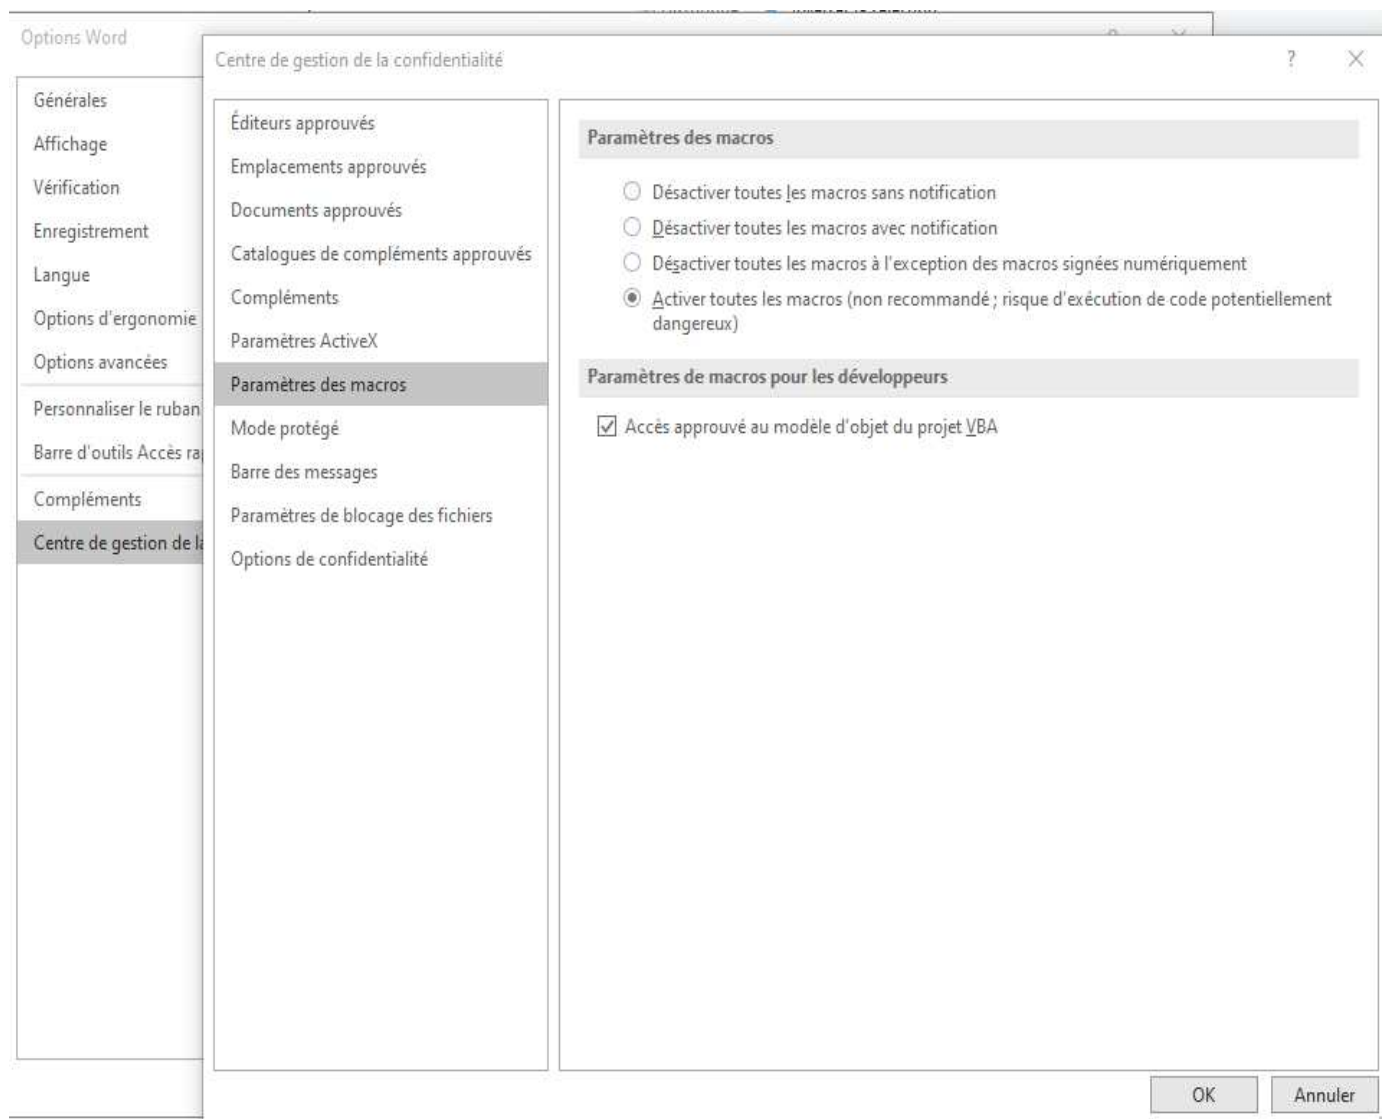 Options Word
?
Centre de gestion de la confidentialité
?
Générales
Affichage
Vérification
Enregistrement
Langue
Options d'ergonomie
Options avancées
Personnaliser le ruban
Barre d'outils Accès ra
Compléments
Centre de gestion de la
Éditeurs approuvés
Emplacements approuvés
Documents approuvés
Catalogues de compléments approuvés
Compléments
Paramètres ActiveX
Paramètres des macros
Mode protégé
Barre des messages
Paramètres de blocage des fichiers
Options de confidentialité
Paramètres des macros
Désactiver toutes les macros sans notification
Désactiver toutes les macros avec notification
Désactiver toutes les macros à l'exception des macros signées numériquement
Activer toutes les macros (non recommandé ; risque d'exécution de code potentiellement
dangereux)
Paramètres de macros pour les développeurs
Accès approuvé au modèle d'objet du projet VBA
OK
Annuler